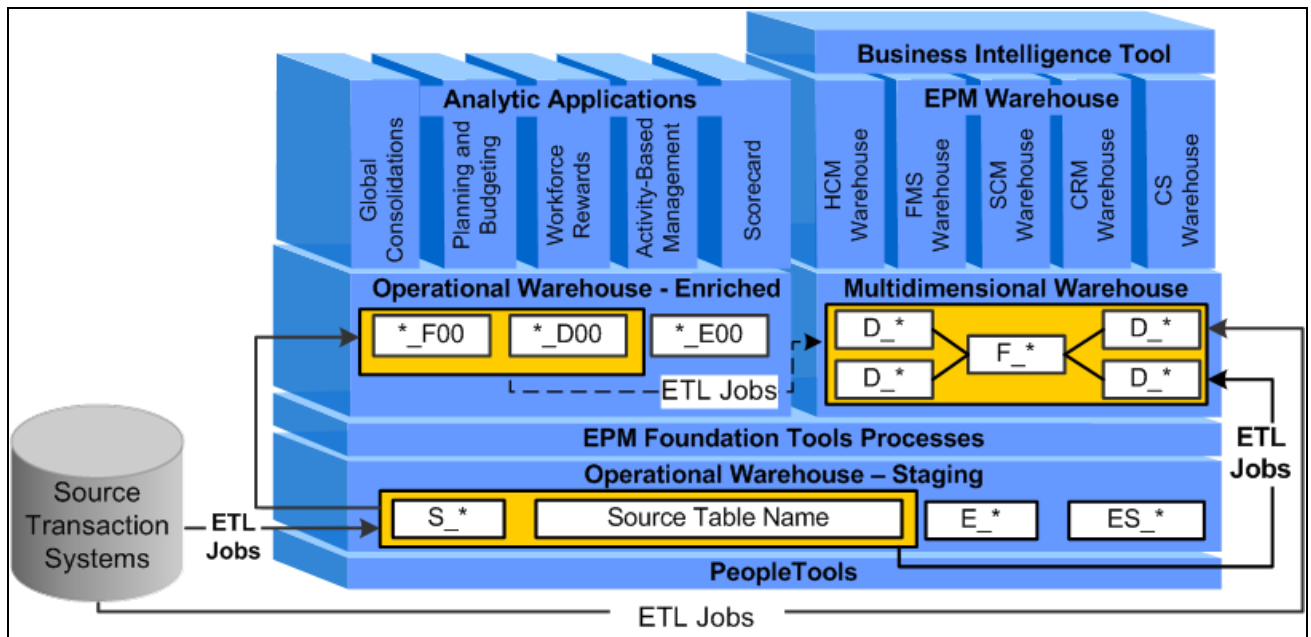 Business Intelligence Tool
Analytic Applications
EPM Warehouse
Global
Consolidations
Planning and
Budgeting
Workforce
Rewards
Activity-Based
Management
Scorecard
HCM
Warehouse
FMS
Warehouse
SCM
Warehouse
CRM
Warehouse
CS
Warehouse
Operational Warehouse - Enriched
*_F00
*_D00
*_E00
ETL Jobs
Multidimensional Warehouse
D_*
D_*
F_*
D_*
D_*
EPM Foundation Tools Processes
ETL
Jobs
Operational Warehouse – Staging
Source
Transaction
Systems
ETL
Jobs
S_*
Source Table Name
E_*
ES_*
PeopleTools
ETL Jobs